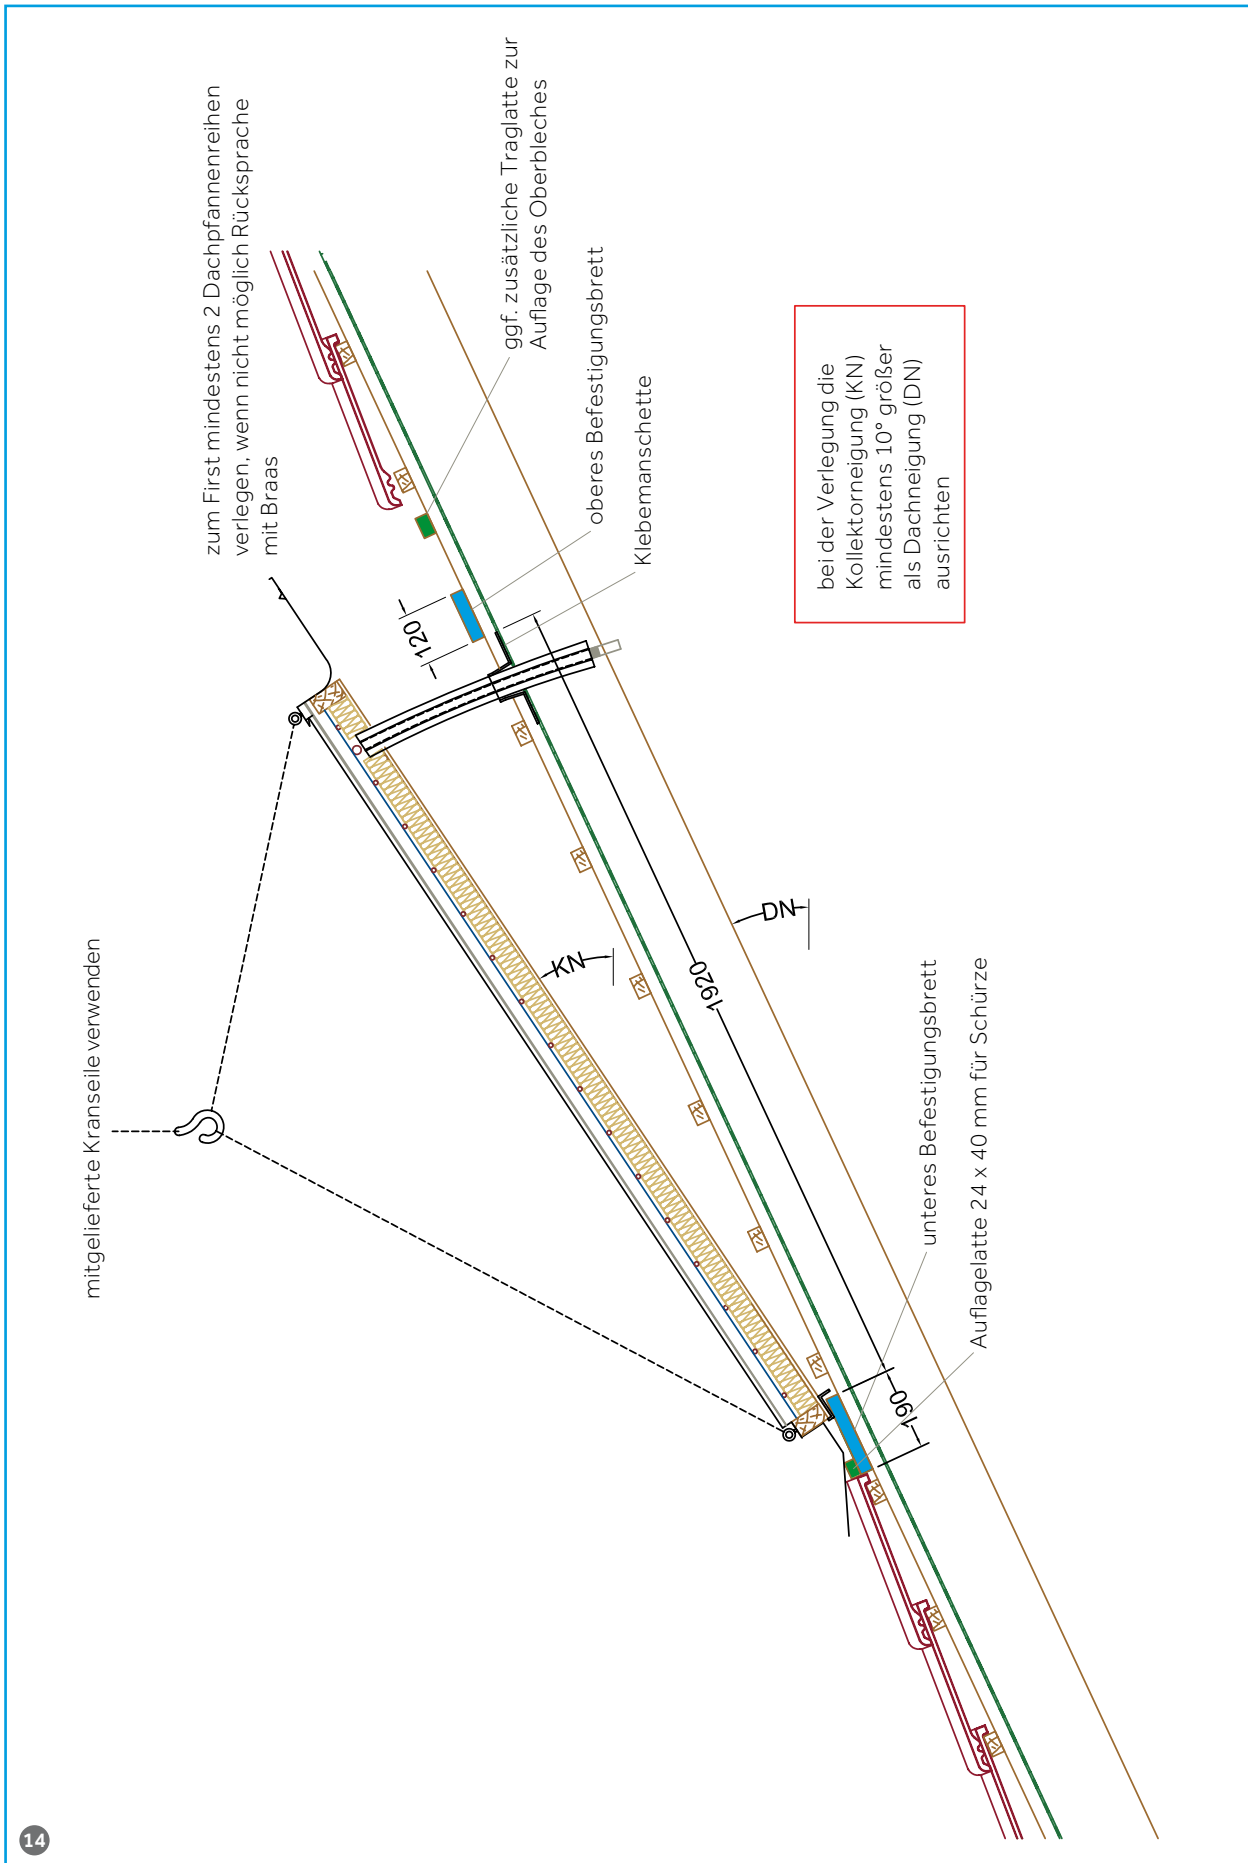 mitgelieferte Kranseile verwenden
zum First mindestens 2 Dachpfannenreihen
verlegen, wenn nicht möglich Rücksprache
mit Braas
ggf. zusätzliche Traglatte zur
Auflage des Oberbleches
oberes Befestigungsbrett
Klebemanschette
120
KN
1920
DN
190
unteres Befestigungsbrett
Auflagelatte 24 x 40 mm für Schürze
bei der Verlegung die
Kollektorneigung (KN)
mindestens 10° größer
als Dachneigung (DN)
ausrichten
14